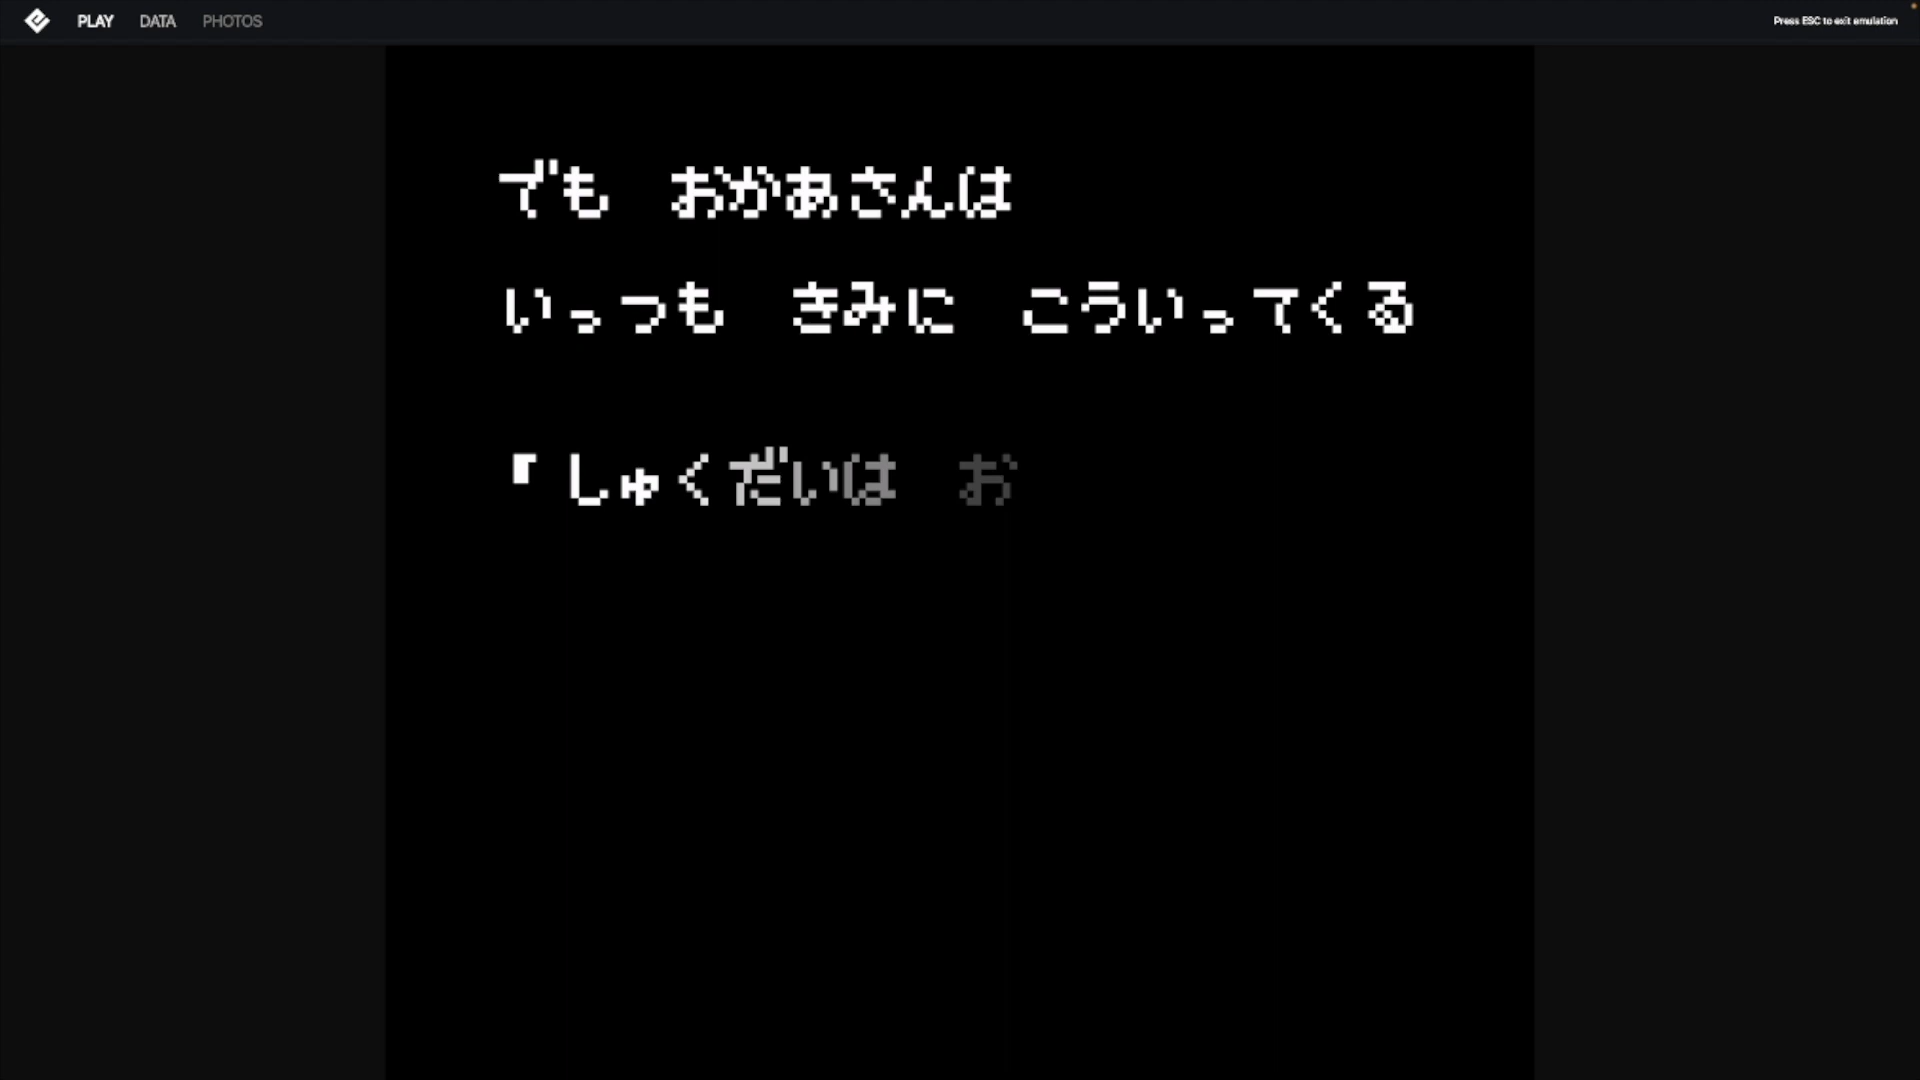 PLAY DATA PHOTOS
Press ESC to exit emulation
でも　おかあさんは
いっつも　きみに　こういってくる
「しゅくだいは　お